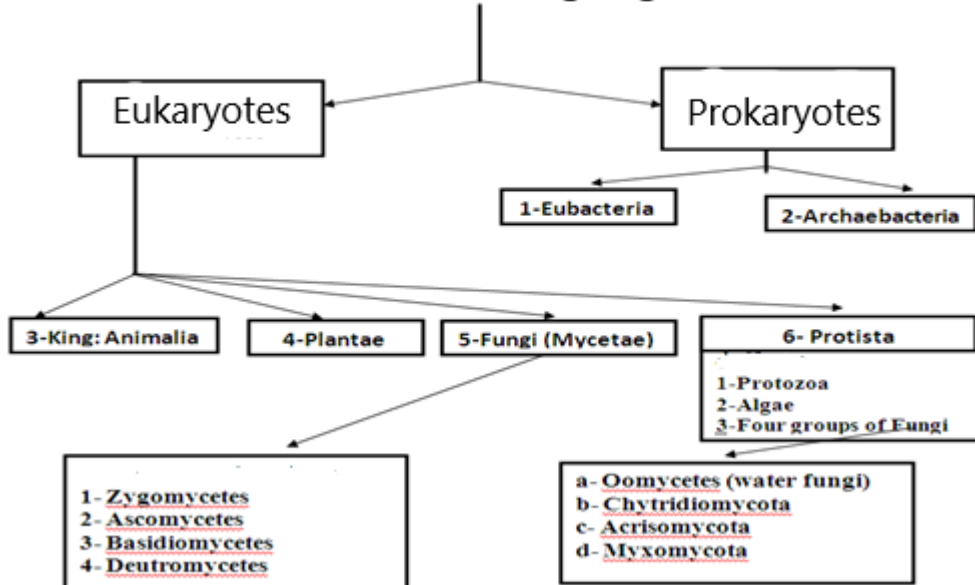 Eukaryotes
Prokaryotes
1-Eubacteria
2-Archaebacteria
3-King: Animalia
4-Plantae
5-Fungi (Mycetae)
6- Protista
1-Protozoa
2-Algae
3-Four groups of Fungi
1- Zygomycetes
2- Ascomycetes
3- Basidiomycetes
4- Deutromycetes
a- Oomycetes (water fungi)
b- Chytridiomycota
c- Acrisomycota
d- Myxomycota